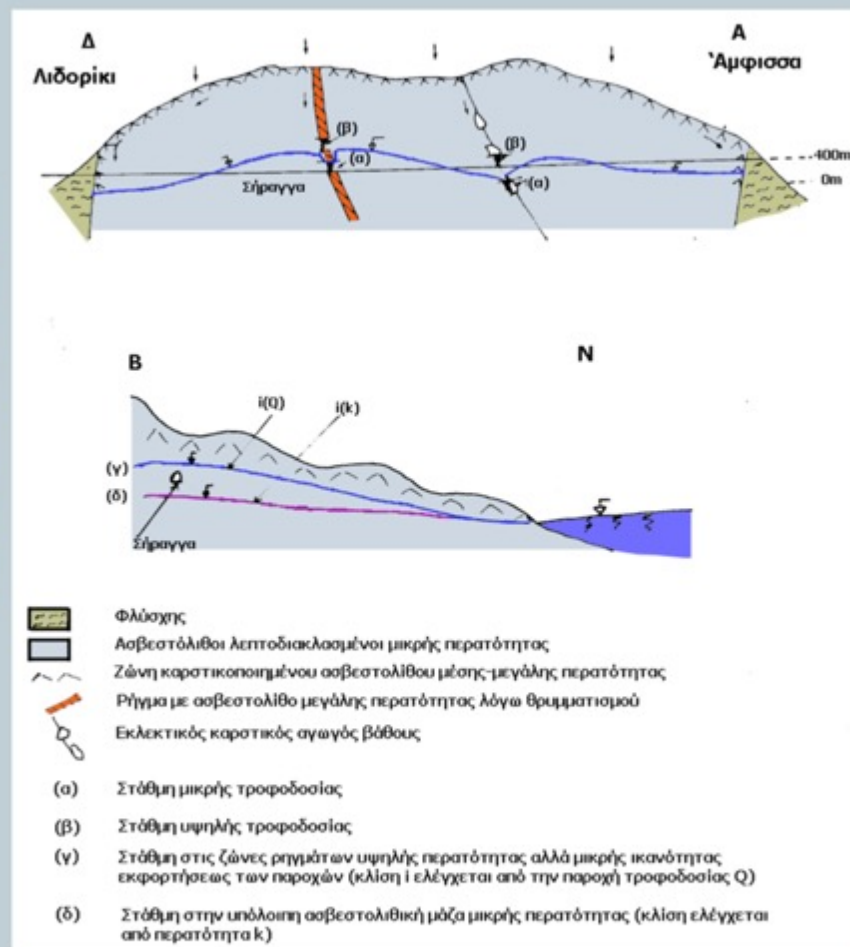 Δ
Λιδορίκι
Α
Άμφισσα
(β)
(α)
(β)
(α)
Σήραγγα
400m
0m
Β
Ν
i(Q)
i(k)
(γ)
(δ)
Σήραγγα
Φλύσχης
Ασβεστόλιθοι λεπτοδιακλασμένοι μικρής περατότητας
Ζώνη καρστικοποιημένου ασβεστολίθου μέσης-μεγάλης περατότητας
Ρήγμα με ασβεστολίθο μεγάλης περατότητας λόγω θρυμματισμού
Εκλεκτικός καρστικός αγωγός βάθους
(α) Στάθμη μικρής τροφοδοσίας
(β) Στάθμη υψηλής τροφοδοσίας
(γ) Στάθμη στις ζώνες ρηγμάτων υψηλής περατότητας αλλά μικρής ικανότητας
εκφορτήσεως των παροχών (κλίση i ελέγχεται από την παροχή τροφοδοσίας Q)
(δ) Στάθμη στην υπόλοιπη ασβεστολιθική μάζα μικρής περατότητας (κλίση ελέγχεται
από περατότητα k)